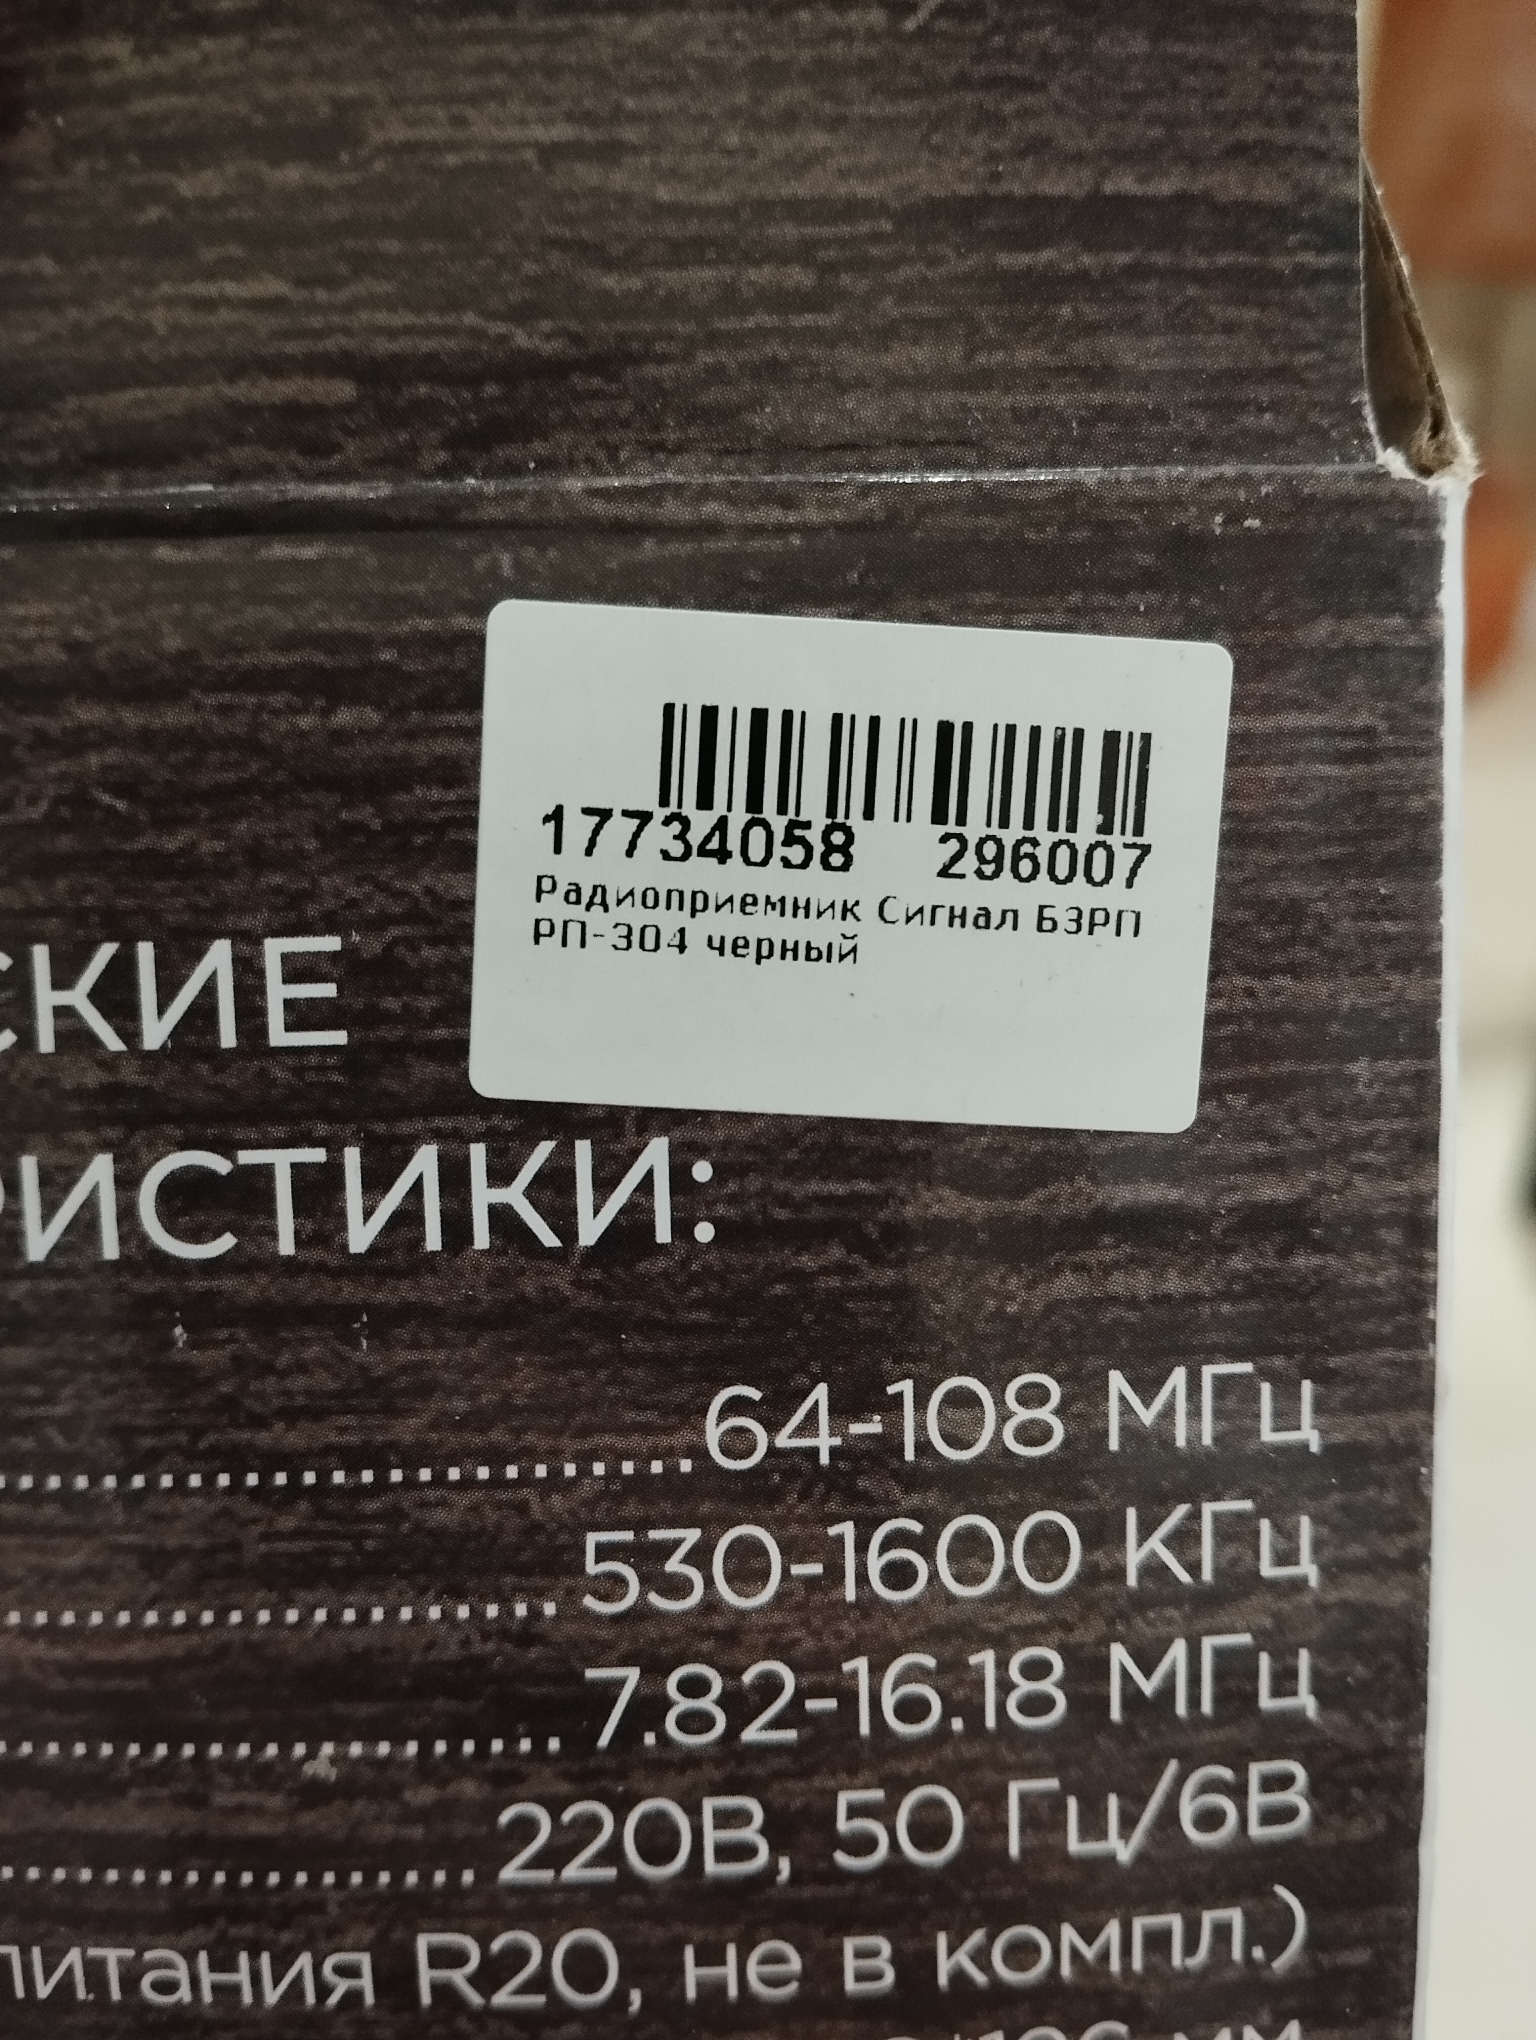 17734058 296007
Радиоприемник Сигнал БЗРП
РП-304 черный
СКИЕ
РИСТИКИ:
64-108 МГц
530-1600 КГц
7.82-16.18 МГц
220В, 50 Гц/6В
питания R20, не в компл.)
мм